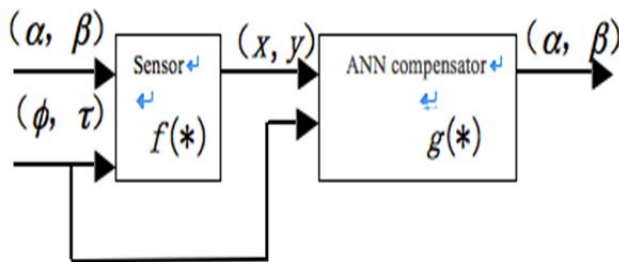 (α, β)
Sensor↵
(x, y)
ANN compensator↵
(α, β)
↵
↵
(ϕ, τ)
f(*)
g(*)